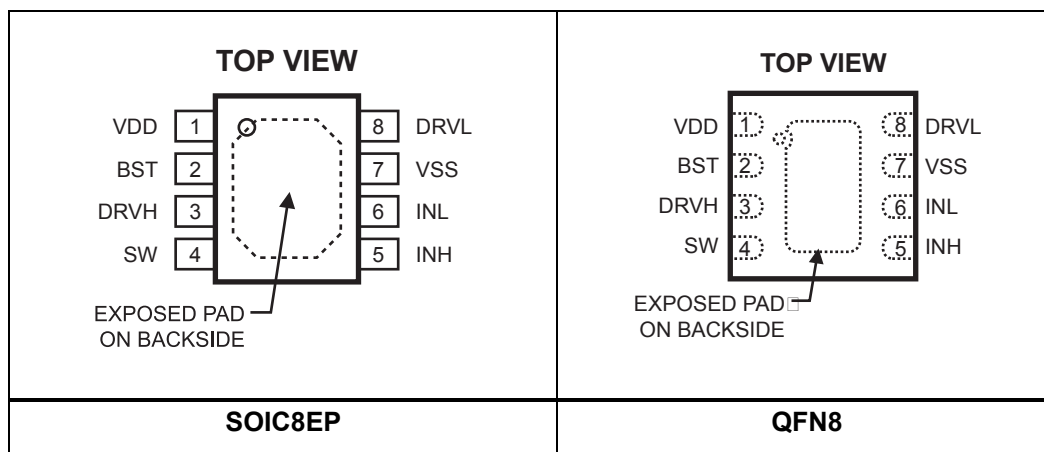 TOP VIEW
VDD 1 8 DRVL
BST 2 7 VSS
DRVH 3 6 INL
SW 4 5 INH
EXPOSED PAD
ON BACKSIDE
SOIC8EP
TOP VIEW
VDD 1 8 DRVL
BST 2 7 VSS
DRVH 3 6 INL
SW 4 5 INH
EXPOSED PAD□
ON BACKSIDE
QFN8